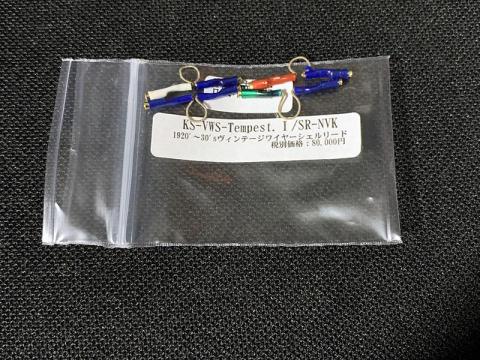 KS-VWS-Tempest.Ⅰ/SR-NVK
1920'~30'sヴィンテージワイヤーシェルリード
税別価格:80,000円